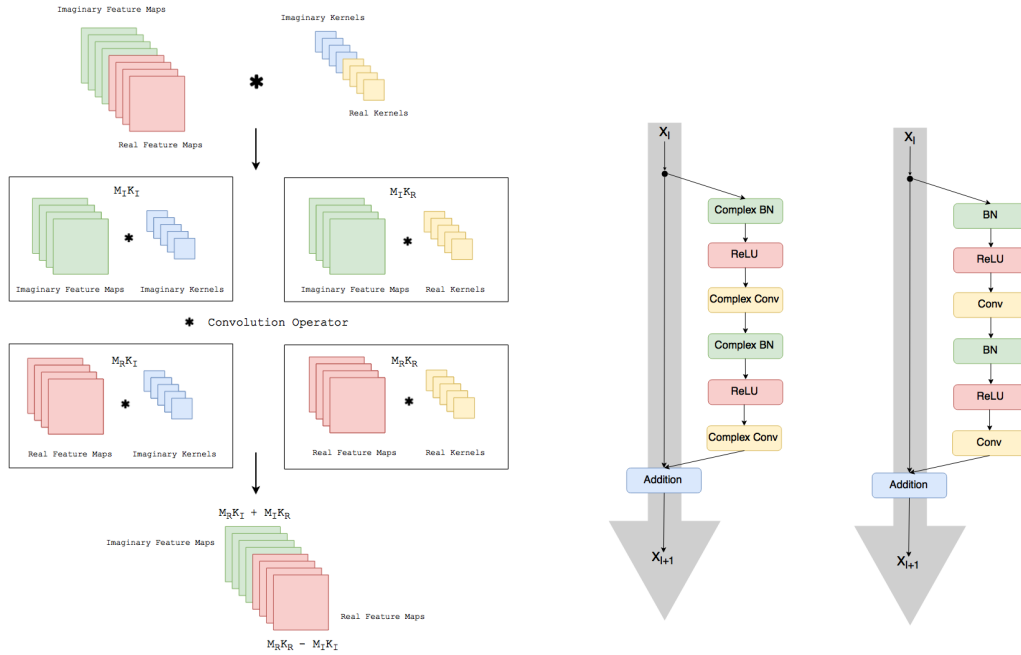 Imaginary Feature Maps
Imaginary Kernels
*
Real Kernels
Real Feature Maps
MIKI
*
Imaginary Feature Maps Imaginary Kernels
MIKR
*
Imaginary Feature Maps Real Kernels
* Convolution Operator
MRKI
*
Real Feature Maps Imaginary Kernels
MRKR
*
Real Feature Maps Real Kernels
MRKI + MIKR
Imaginary Feature Maps
Real Feature Maps
MRKR - MIKI
Xl
Complex BN
ReLU
Complex Conv
Complex BN
ReLU
Complex Conv
Addition
Xl+1
Xl
BN
ReLU
Conv
BN
ReLU
Conv
Addition
Xl+1